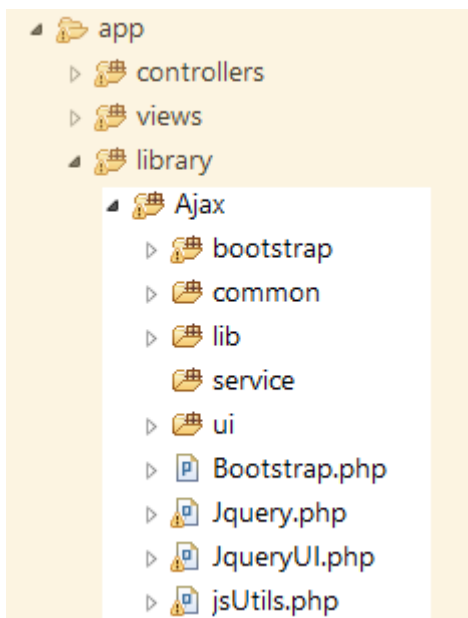 app
controllers
views
library
Ajax
bootstrap
common
lib
service
ui
Bootstrap.php
Jquery.php
JqueryUI.php
jsUtils.php